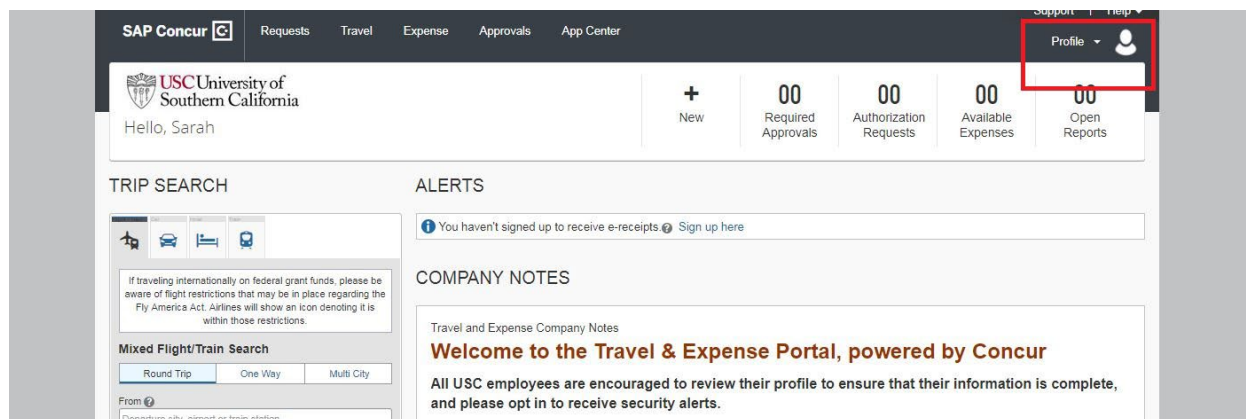 Support | Help
SAP Concur C Requests Travel Expense Approvals App Center
Profile
USC University of
Southern California
Hello, Sarah
+
New
00
Required
Approvals
00
Authorization
Requests
00
Available
Expenses
00
Open
Reports
TRIP SEARCH
If traveling internationally on federal grant funds, please be
aware of flight restrictions that may be in place regarding the
Fly America Act. Airlines will show an icon denoting it is
within those restrictions.
Mixed Flight/Train Search
Round Trip One Way Multi City
From ?
Departure city, airport or train station
ALERTS
You haven't signed up to receive e-receipts. ? Sign up here
COMPANY NOTES
Travel and Expense Company Notes
Welcome to the Travel & Expense Portal, powered by Concur
All USC employees are encouraged to review their profile to ensure that their information is complete,
and please opt in to receive security alerts.